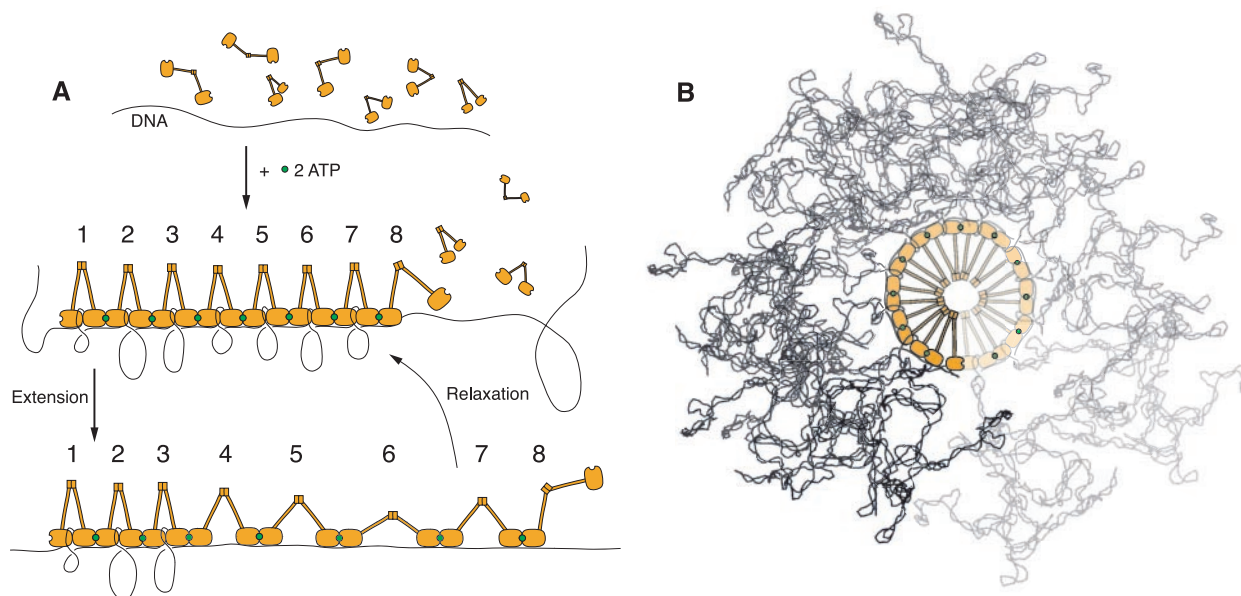 A
B
DNA
+ 2 ATP
1 2 3 4 5 6 7 8
Extension
Relaxation
1 2 3 4 5 6 7 8